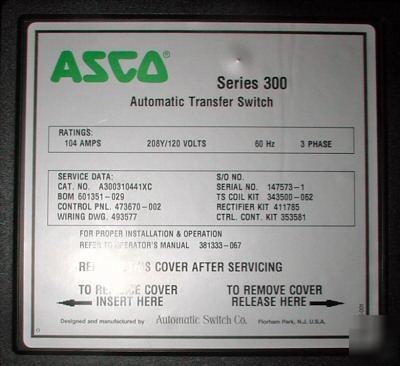 ASCO®
Series 300
Automatic Transfer Switch
RATINGS:
104 AMPS 208Y/120 VOLTS 60 Hz 3 PHASE
SERVICE DATA: S/O NO.
CAT. NO. A300310441XC SERIAL NO. 147573-1
BOM 601351-029 TS COIL KIT 343500-062
CONTROL PNL. 473670-002 RECTIFIER KIT 411785
WIRING DWG. 493577 CTRL. CONT. KIT 353581
FOR PROPER INSTALLATION & OPERATION
REFER TO OPERATOR'S MANUAL 381333-067
THIS COVER AFTER SERVICING
TO REPLACE COVER TO REMOVE COVER
INSERT HERE RELEASE HERE
Designed and manufactured by Automatic Switch Co. Florham Park, N.J. U.S.A.